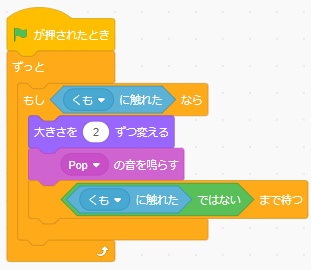 が押されたとき
ずっと
もし くも に触れた なら
大きさを 2 ずつ変える
Pop の音を鳴らす
くも に触れた ではない まで待つ